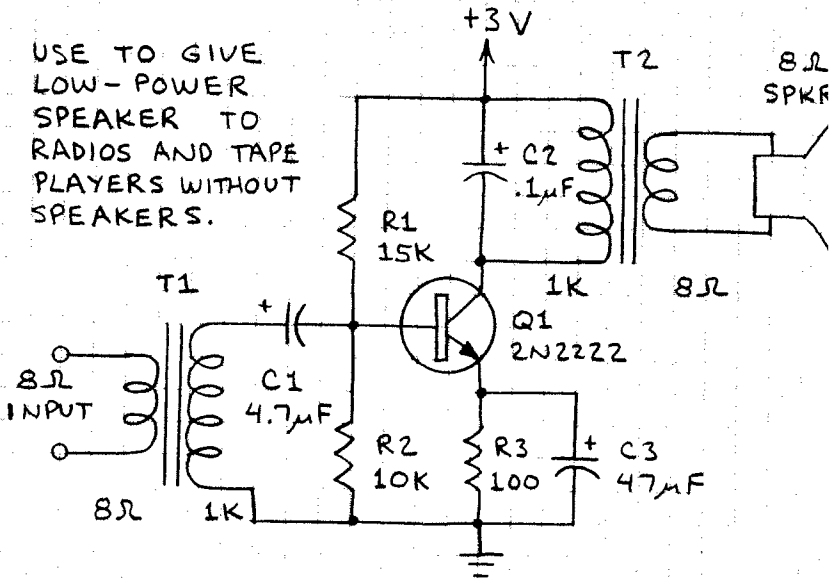 +3V
USE TO GIVE
LOW-POWER
SPEAKER TO
RADIOS AND TAPE
PLAYERS WITHOUT
SPEAKERS.
T2
8Ω
SPKR
+ C2
.1μF
R1
15K
1K
8Ω
T1
+
Q1
2N2222
8Ω
INPUT
C1
4.7μF
R2
10K
R3
100
+ C3
47μF
8Ω
1K